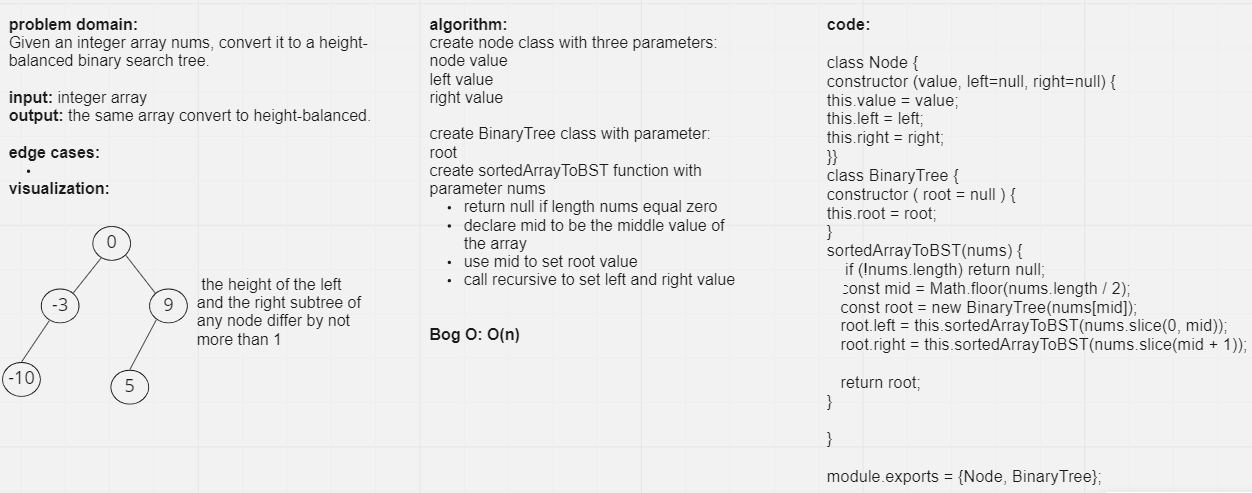 problem domain:
Given an integer array nums, convert it to a height-
balanced binary search tree.
input: integer array
output: the same array convert to height-balanced.
edge cases:
•
visualization:
0
-3
9
-10
5
the height of the left
and the right subtree of
any node differ by not
more than 1
algorithm:
create node class with three parameters:
node value
left value
right value
create BinaryTree class with parameter:
root
create sortedArrayToBST function with
parameter nums
• return null if length nums equal zero
• declare mid to be the middle value of
the array
• use mid to set root value
• call recursive to set left and right value
Bog O: O(n)
code:
class Node {
constructor (value, left=null, right=null) {
this.value = value;
this.left = left;
this.right = right;
}}
class BinaryTree {
constructor ( root = null ) {
this.root = root;
}
sortedArrayToBST(nums) {
if (!nums.length) return null;
const mid = Math.floor(nums.length / 2);
const root = new BinaryTree(nums[mid]);
root.left = this.sortedArrayToBST(nums.slice(0, mid));
root.right = this.sortedArrayToBST(nums.slice(mid + 1));
return root;
}
}
module.exports = {Node, BinaryTree};